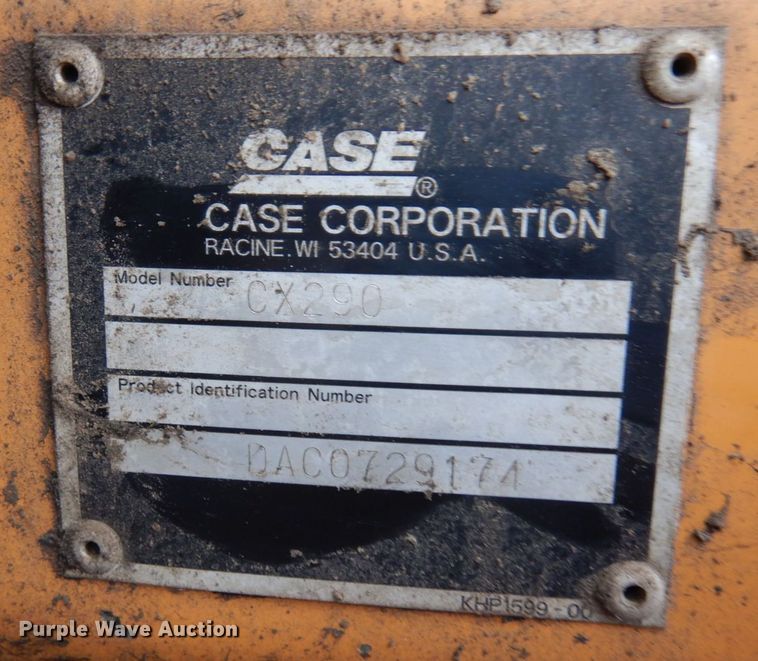 CASE
®
CASE CORPORATION
RACINE, WI 53404 U.S.A.
Model Number CX290
Product Identification Number
DAC0729174
KHP1599-00
Purple Wave Auction